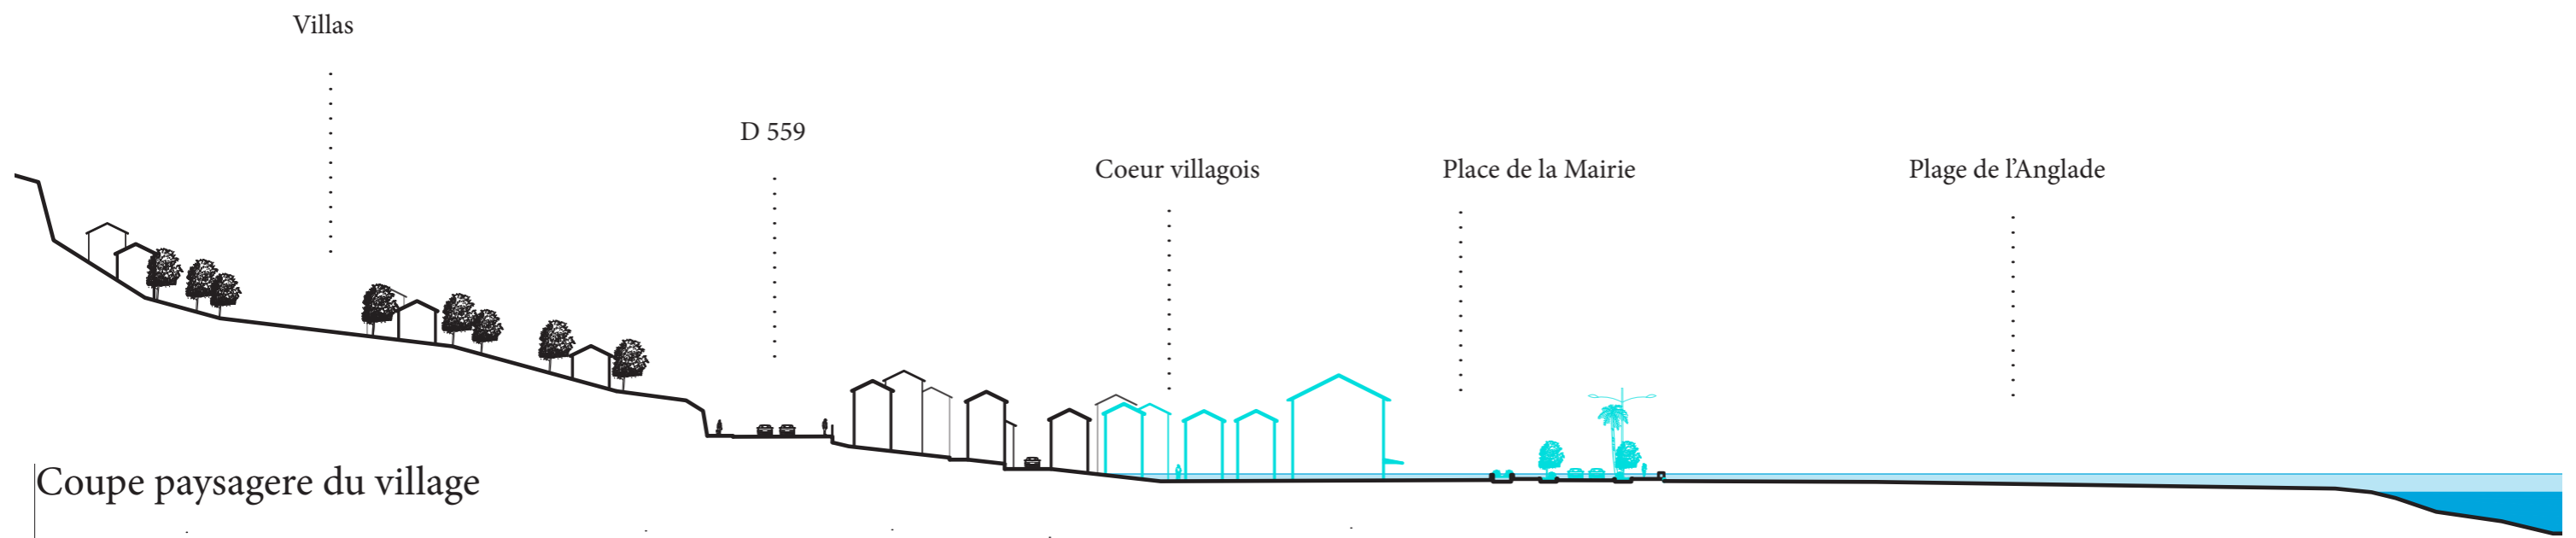 Villas
D 559
Coeur villagois
Place de la Mairie
Plage de l’Anglade
Coupe paysagere du village